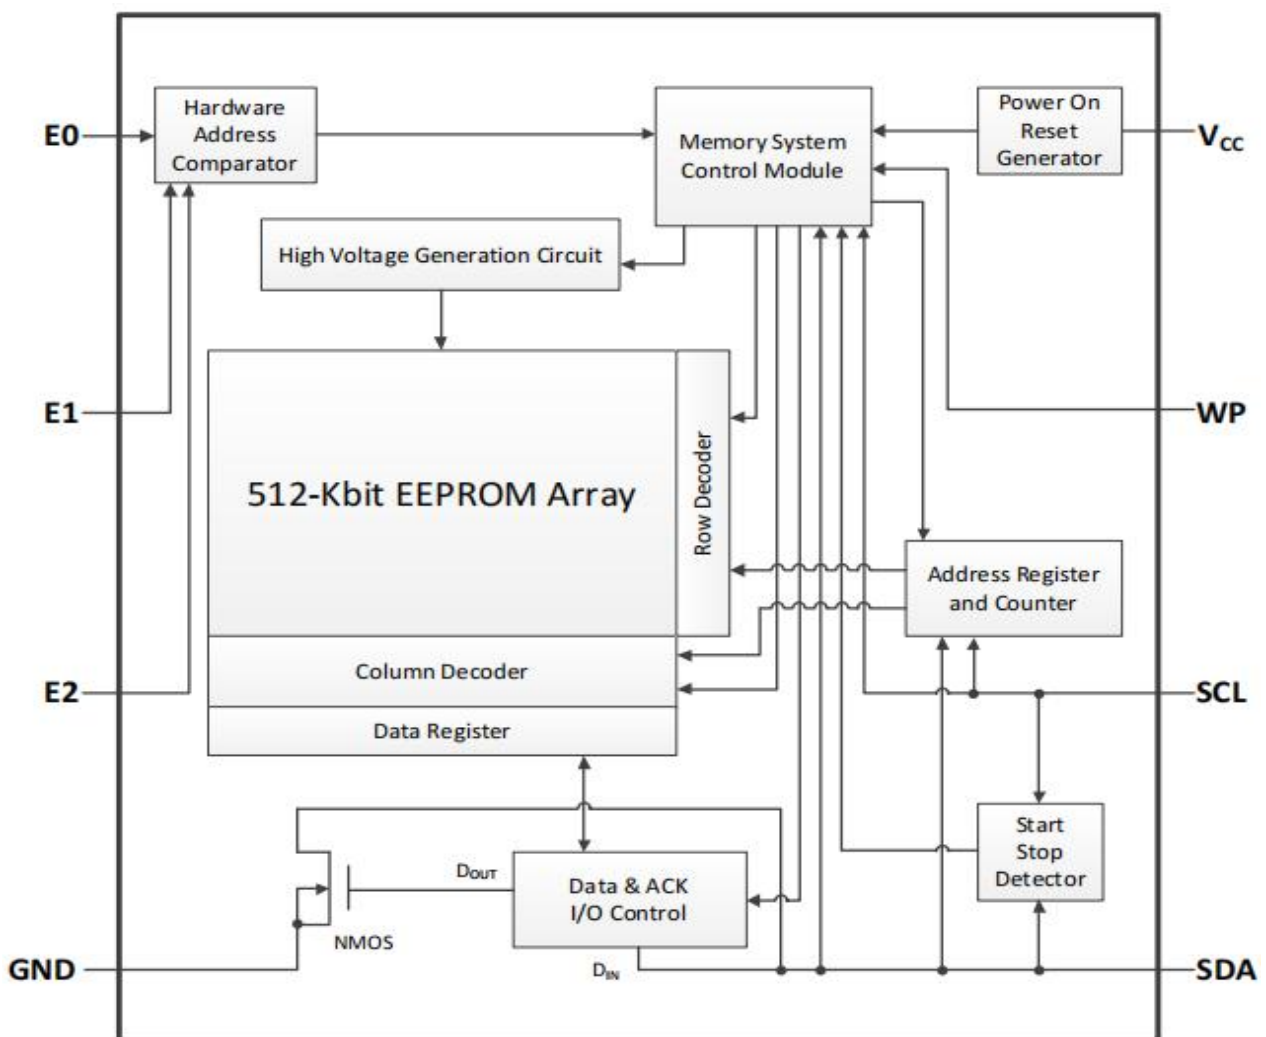 Hardware
Address
Comparator
E0
Memory System
Control Module
Power On
Reset
Generator
VCC
High Voltage Generation Circuit
E1
WP
512-Kbit EEPROM Array
Row Decoder
Address Register
and Counter
Column Decoder
E2
SCL
Data Register
Start
Stop
Detector
DOUT
Data & ACK
I/O Control
NMOS
GND
DIN
SDA